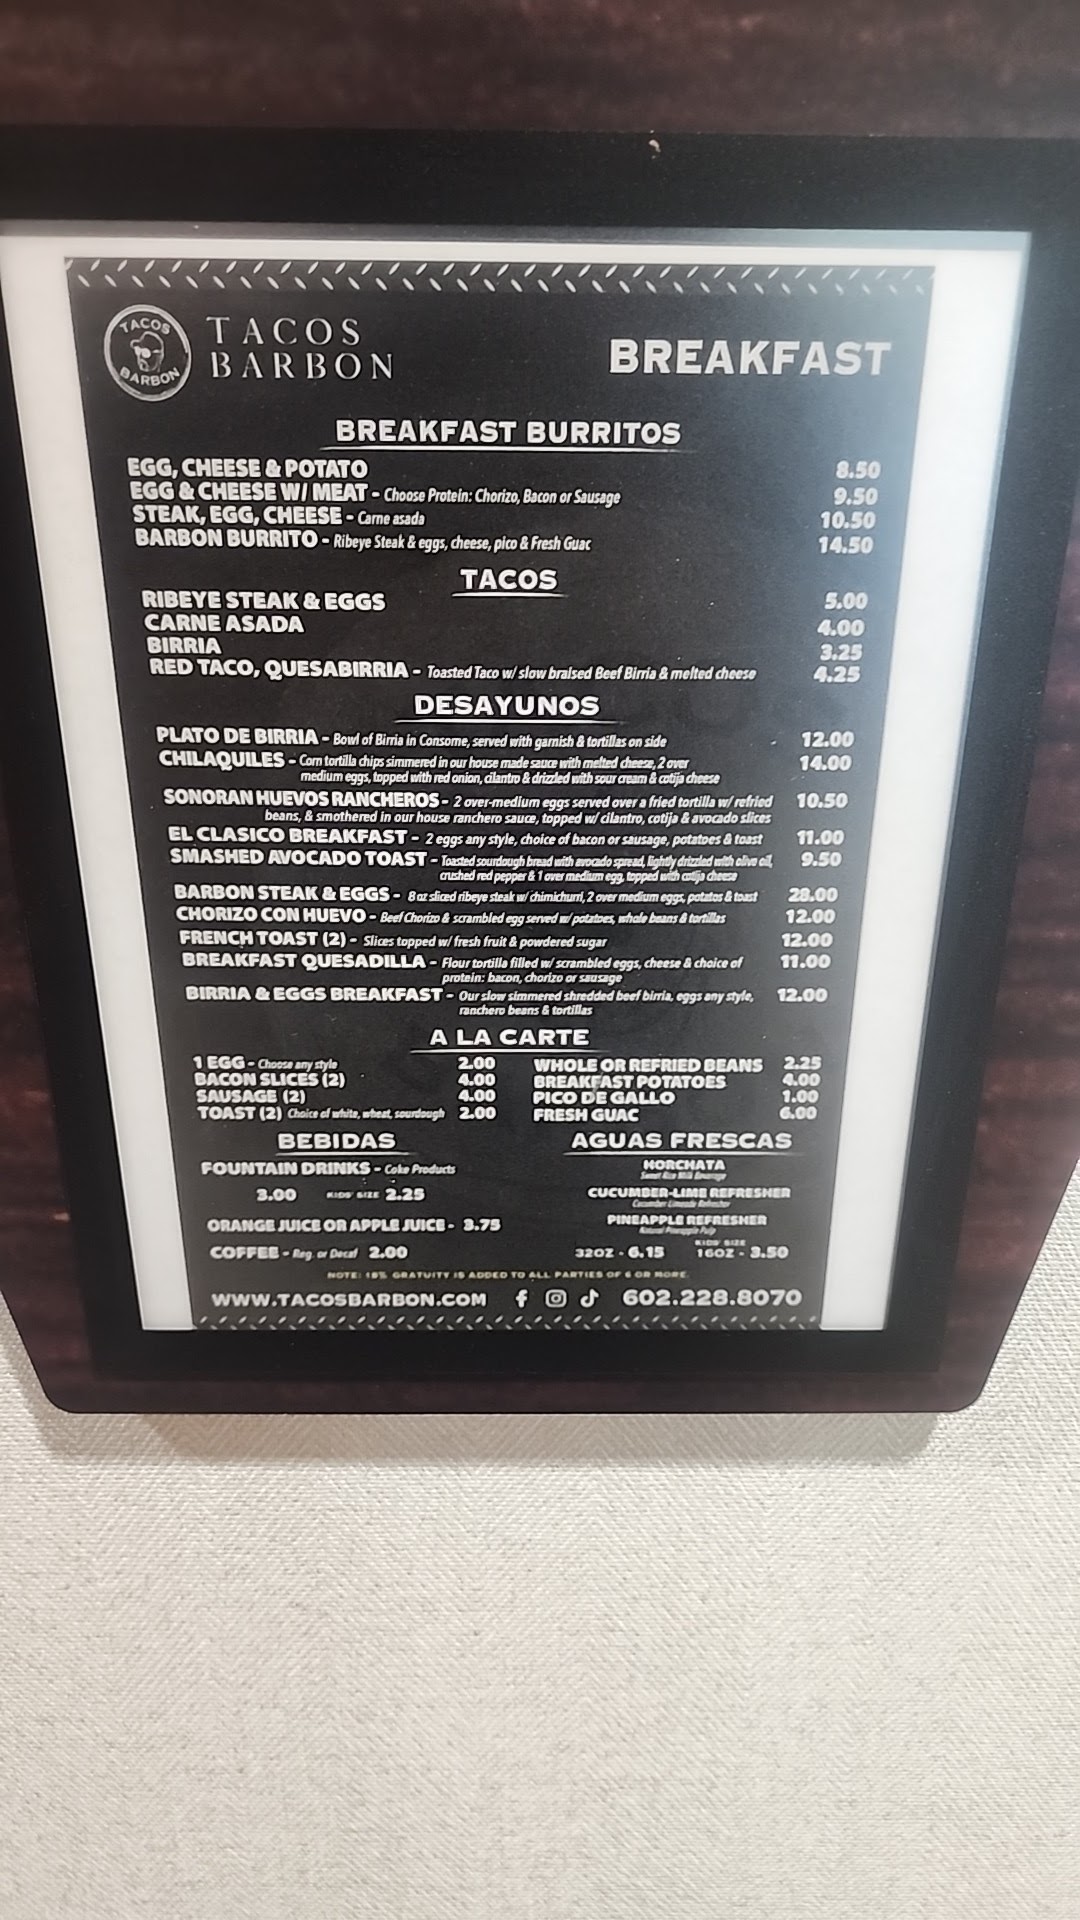 TACOS
BARBON
TACOS
BARBON
BREAKFAST
BREAKFAST BURRITOS
EGG, CHEESE & POTATO 8.50
EGG & CHEESE W/ MEAT - Choose Protein: Chorizo, Bacon or Sausage 9.50
STEAK, EGG, CHEESE - Carne asada 10.50
BARBON BURRITO - Ribeye Steak & eggs, cheese, pico & Fresh Guac 14.50
TACOS
RIBEYE STEAK & EGGS 5.00
CARNE ASADA 4.00
BIRRIA 3.25
RED TACO, QUESABIRRIA - Toasted Taco w/ slow braised Beef Birria & melted cheese 4.25
DESAYUNOS
PLATO DE BIRRIA - Bowl of Birria in Consome, served with garnish & tortillas on side 12.00
CHILAQUILES - Corn tortilla chips simmered in our house made sauce with melted cheese, 2 over 14.00
medium eggs, topped with red onion, cilantro & drizzled with sour cream & cotija cheese
SONORAN HUEVOS RANCHEROS - 2 over-medium eggs served over a fried tortilla w/ refried 10.50
beans, & smothered in our house ranchero sauce, topped w/ cilantro, cotija & avocado slices
EL CLASICO BREAKFAST - 2 eggs any style, choice of bacon or sausage, potatoes & toast 11.00
SMASHED AVOCADO TOAST - Toasted sourdough bread with avocado spread, lightly drizzled with olive oil, 9.50
crushed red pepper & 1 over medium egg, topped with cotija cheese
BARBON STEAK & EGGS - 8 oz sliced ribeye steak w/ chimichurri, 2 over medium eggs, potatos & toast 28.00
CHORIZO CON HUEVO - Beef Chorizo & scrambled egg served w/ potatoes, whole beans & tortillas 12.00
FRENCH TOAST (2) - Slices topped w/ fresh fruit & powdered sugar 12.00
BREAKFAST QUESADILLA - Flour tortilla filled w/ scrambled eggs, cheese & choice of 11.00
protein: bacon, chorizo or sausage
BIRRIA & EGGS BREAKFAST - Our slow simmered shredded beef birria, eggs any style, 12.00
ranchero beans & tortillas
A LA CARTE
1 EGG - Choose any style 2.00
BACON SLICES (2) 4.00
SAUSAGE (2) 4.00
TOAST (2) Choice of white, wheat, sourdough 2.00
WHOLE OR REFRIED BEANS 2.25
BREAKFAST POTATOES 4.00
PICO DE GALLO 1.00
FRESH GUAC 6.00
BEBIDAS
FOUNTAIN DRINKS - Coke Products
3.00 KIDS' SIZE 2.25
ORANGE JUICE OR APPLE JUICE - 3.75
COFFEE - Reg. or Decaf 2.00
AGUAS FRESCAS
HORCHATA
Sweet Rice Milk Beverage
CUCUMBER-LIME REFRESHER
Cucumber Limeade Refresher
PINEAPPLE REFRESHER
Natural Pineapple Pulp
KIDS' SIZE
32OZ - 6.15 16OZ - 3.50
NOTE: 18% GRATUITY IS ADDED TO ALL PARTIES OF 6 OR MORE.
WWW.TACOSBARBON.COM 602.228.8070